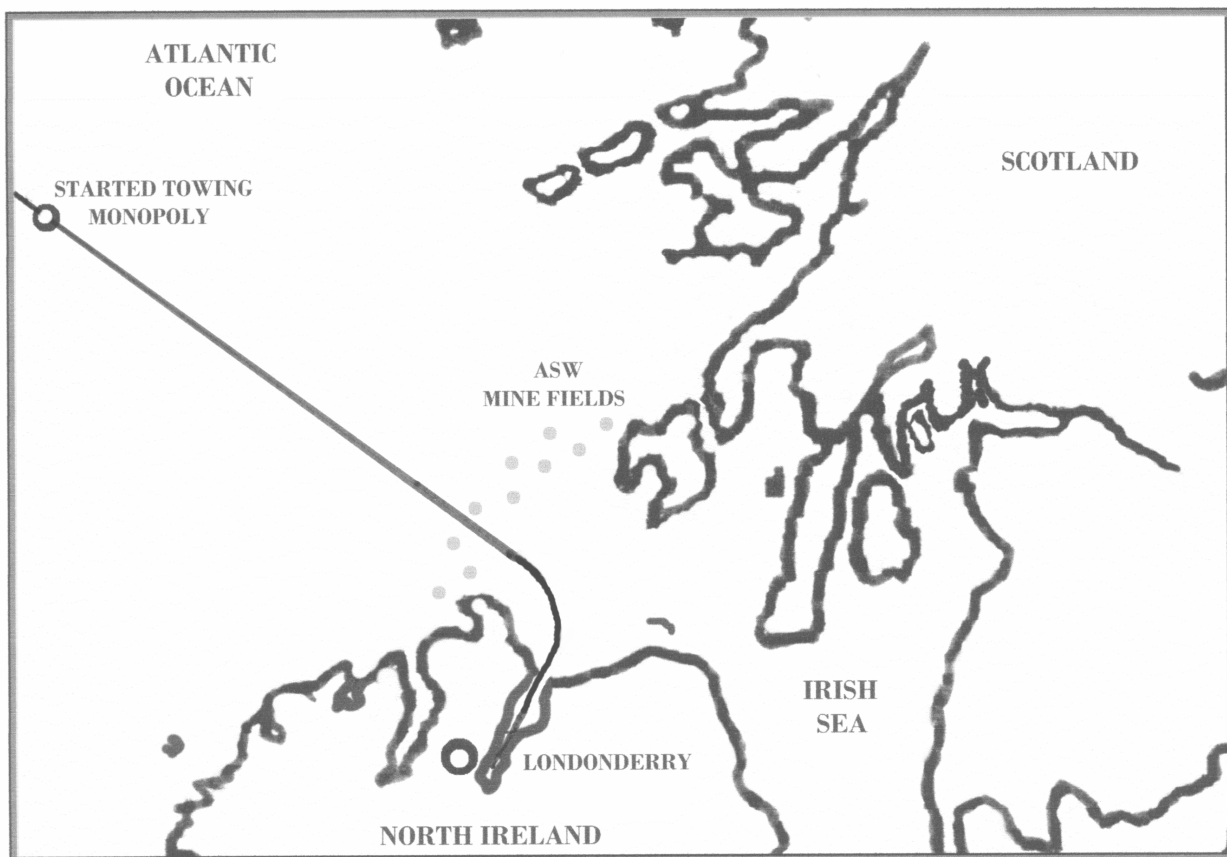 ATLANTIC
OCEAN
SCOTLAND
STARTED TOWING
MONOPOLY
ASW
MINE FIELDS
IRISH
SEA
LONDONDERRY
NORTH IRELAND